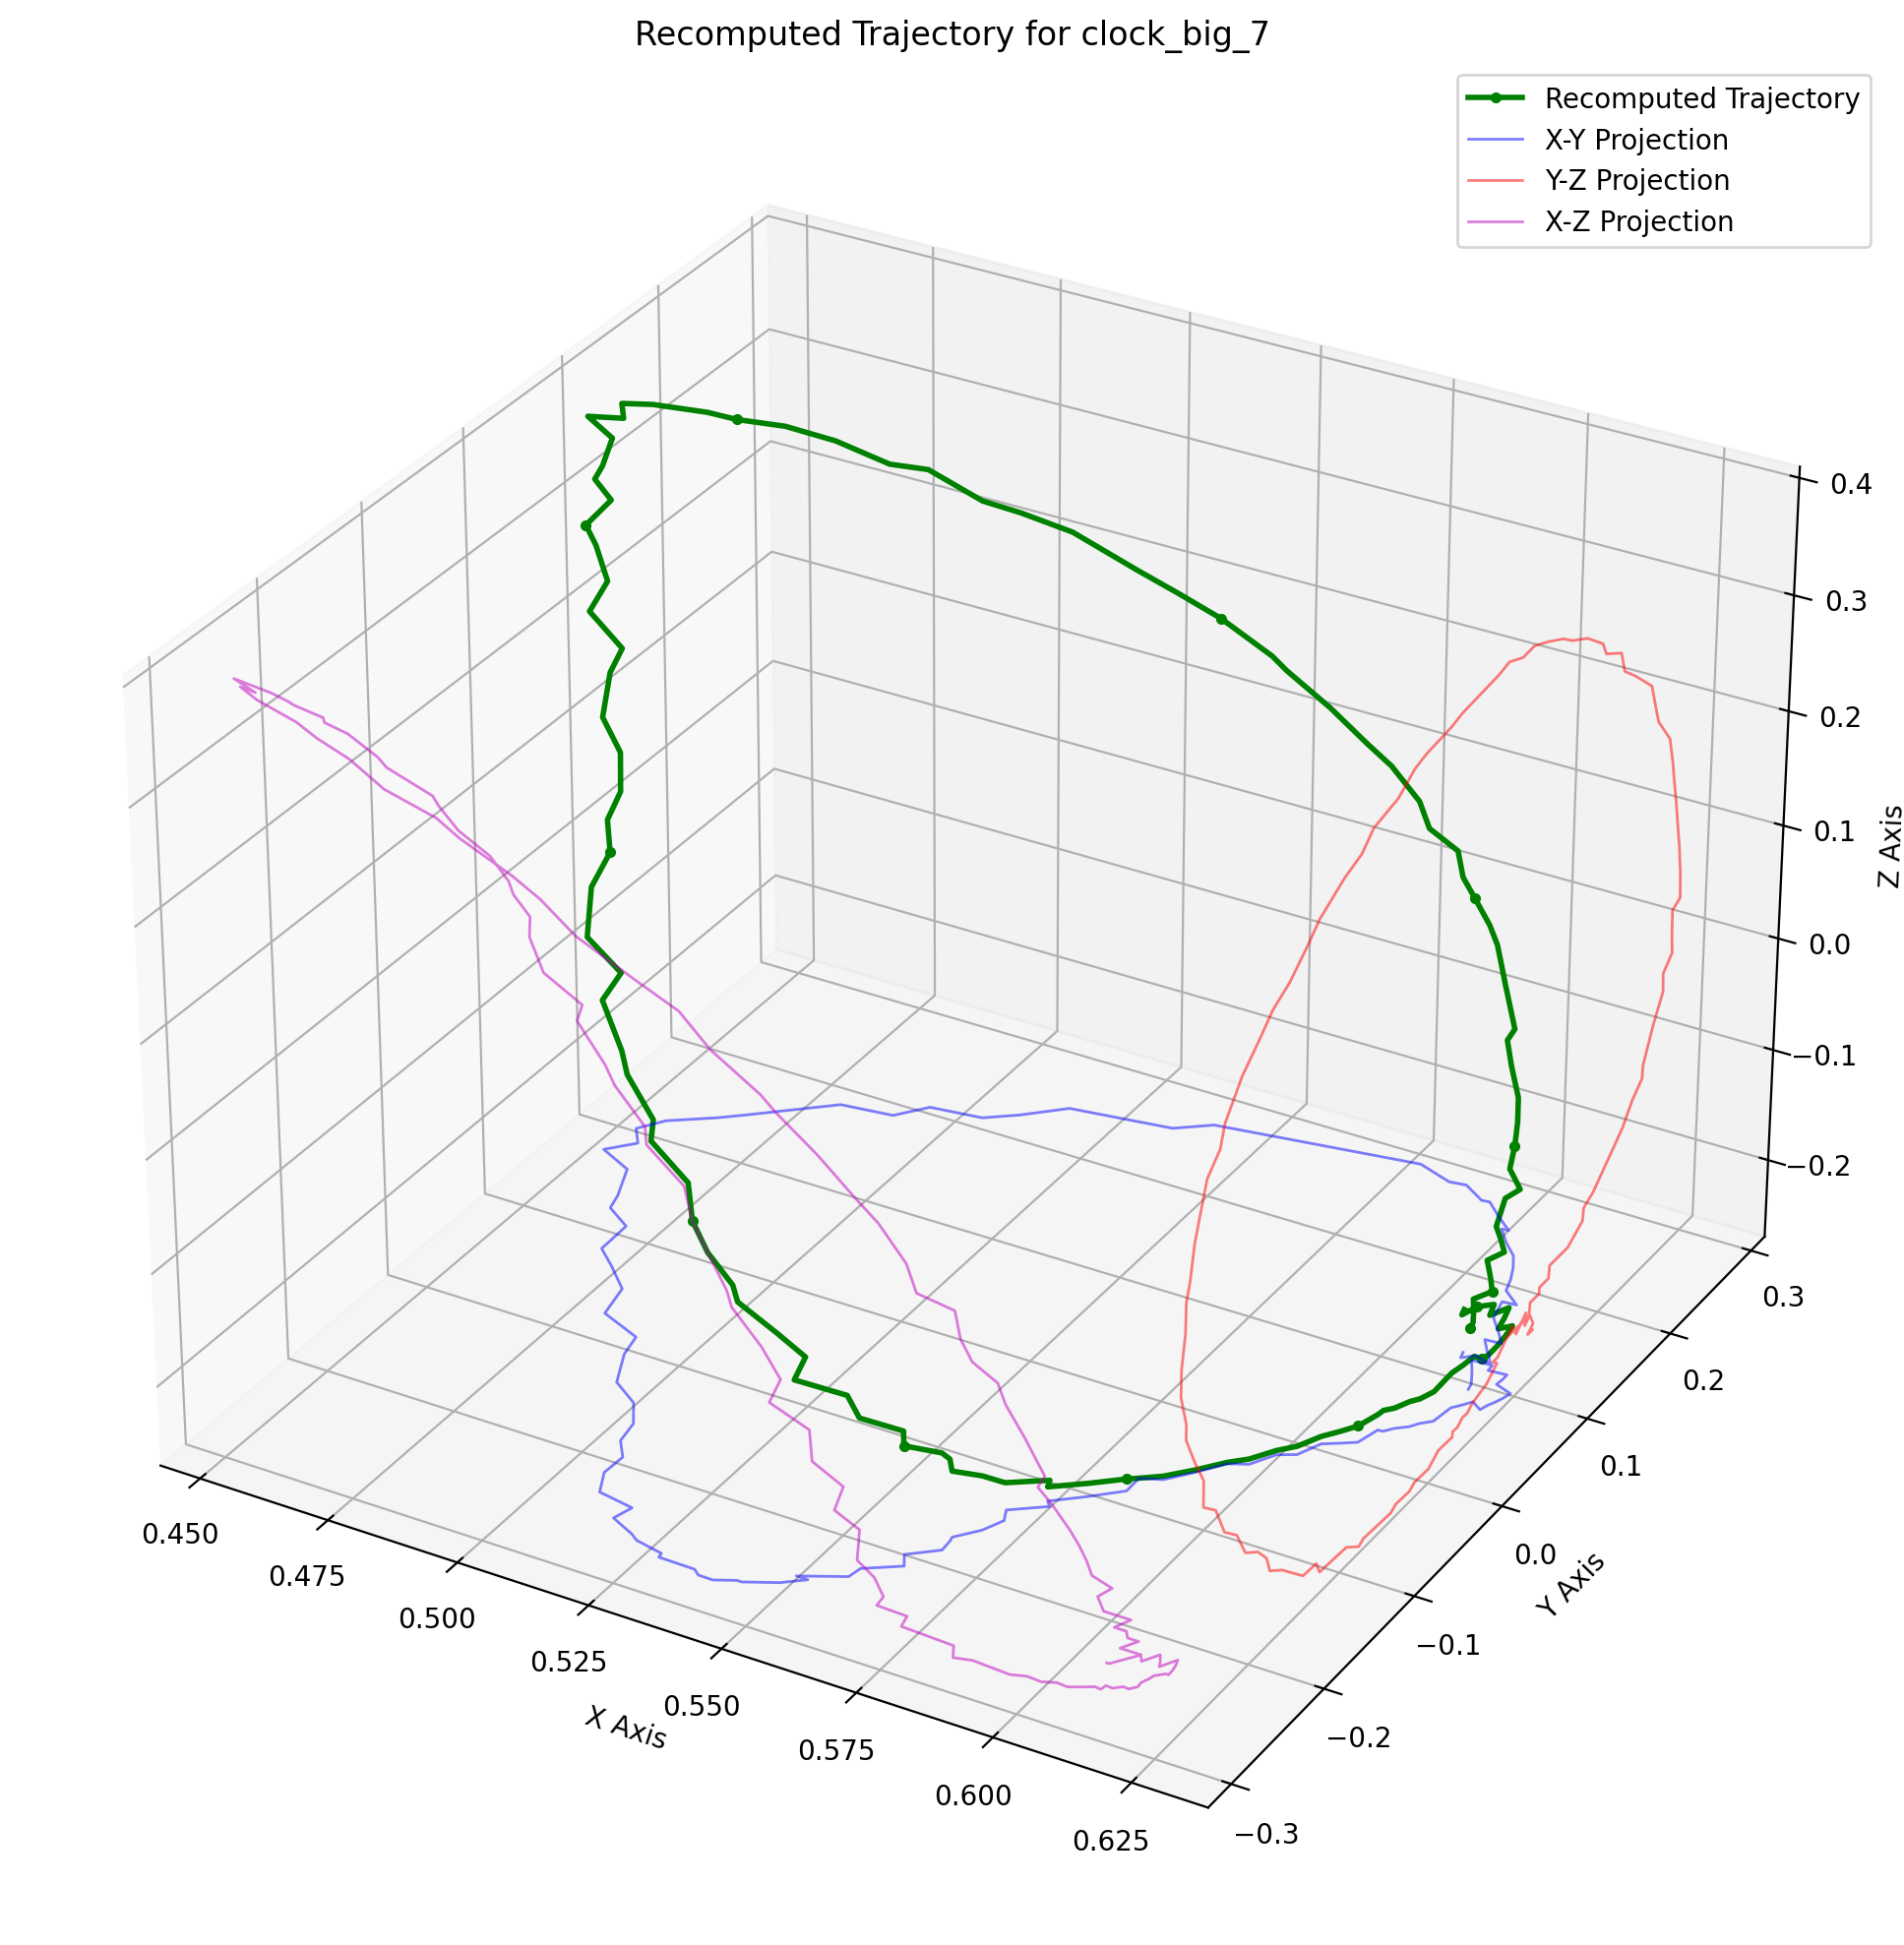 Recomputed Trajectory for clock_big_7
Recomputed Trajectory
X-Y Projection
Y-Z Projection
X-Z Projection
0.4
0.3
0.2
0.1
0.0
−0.1
−0.2
Z Axis
0.3
0.2
0.1
0.0
−0.1
−0.2
−0.3
Y Axis
0.450
0.475
0.500
0.525
0.550
0.575
0.600
0.625
X Axis